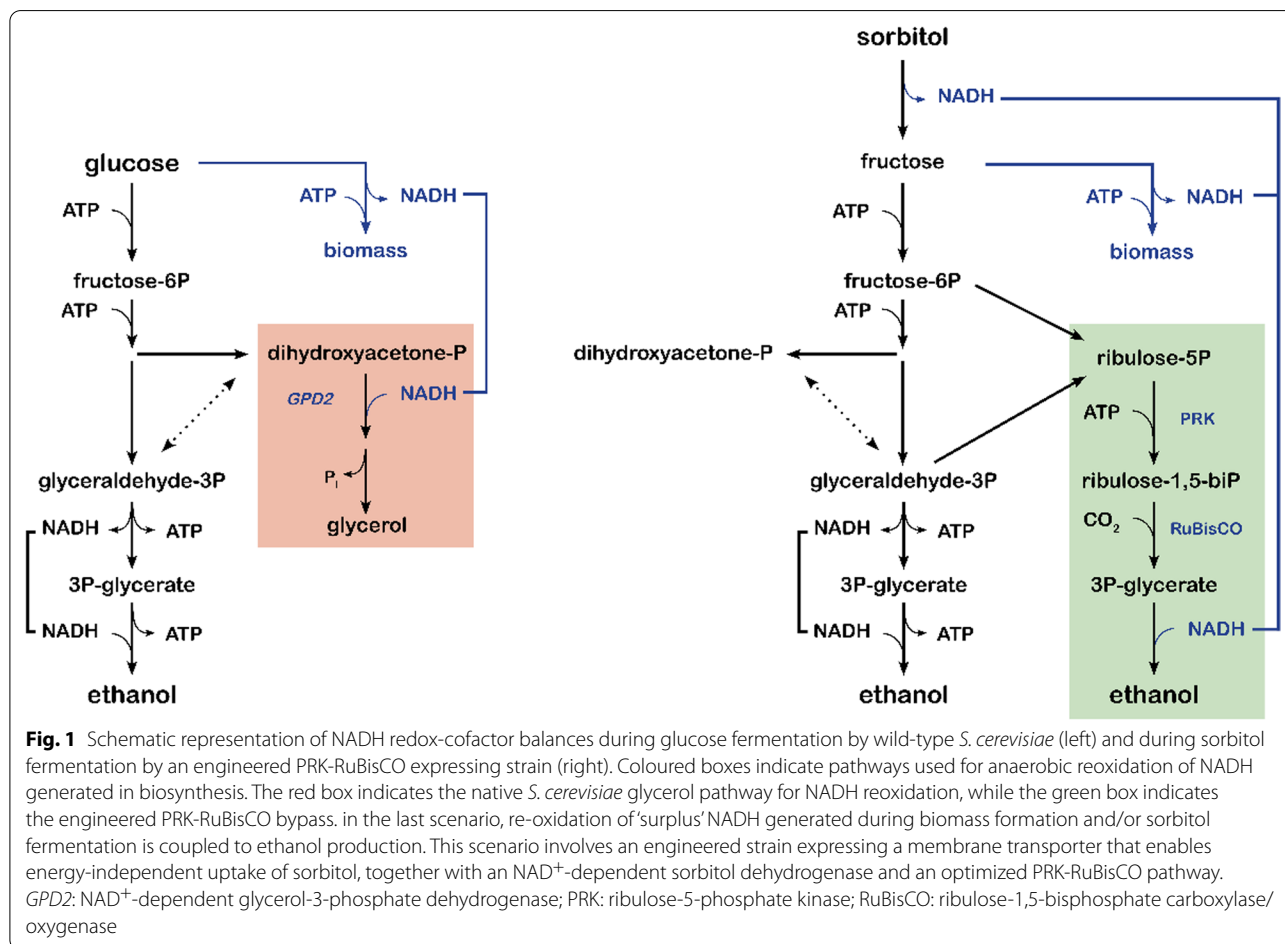 glucose
ATP
NADH
ATP
biomass
fructose-6P
ATP
dihydroxyacetone-P
GPD2
NADH
glyceraldehyde-3P
Pi
glycerol
NADH
ATP
3P-glycerate
NADH
ATP
ethanol
sorbitol
NADH
fructose
ATP
ATP
NADH
biomass
fructose-6P
ATP
dihydroxyacetone-P
ribulose-5P
ATP
PRK
glyceraldehyde-3P
ribulose-1,5-biP
NADH
ATP
CO2
RuBisCO
3P-glycerate
3P-glycerate
NADH
ATP
NADH
ethanol
ethanol
Fig. 1 Schematic representation of NADH redox-cofactor balances during glucose fermentation by wild-type S. cerevisiae (left) and during sorbitol
fermentation by an engineered PRK-RuBisCO expressing strain (right). Coloured boxes indicate pathways used for anaerobic reoxidation of NADH
generated in biosynthesis. The red box indicates the native S. cerevisiae glycerol pathway for NADH reoxidation, while the green box indicates
the engineered PRK-RuBisCO bypass. in the last scenario, re-oxidation of ‘surplus’ NADH generated during biomass formation and/or sorbitol
fermentation is coupled to ethanol production. This scenario involves an engineered strain expressing a membrane transporter that enables
energy-independent uptake of sorbitol, together with an NAD+-dependent sorbitol dehydrogenase and an optimized PRK-RuBisCO pathway.
GPD2: NAD+-dependent glycerol-3-phosphate dehydrogenase; PRK: ribulose-5-phosphate kinase; RuBisCO: ribulose-1,5-bisphosphate carboxylase/
oxygenase